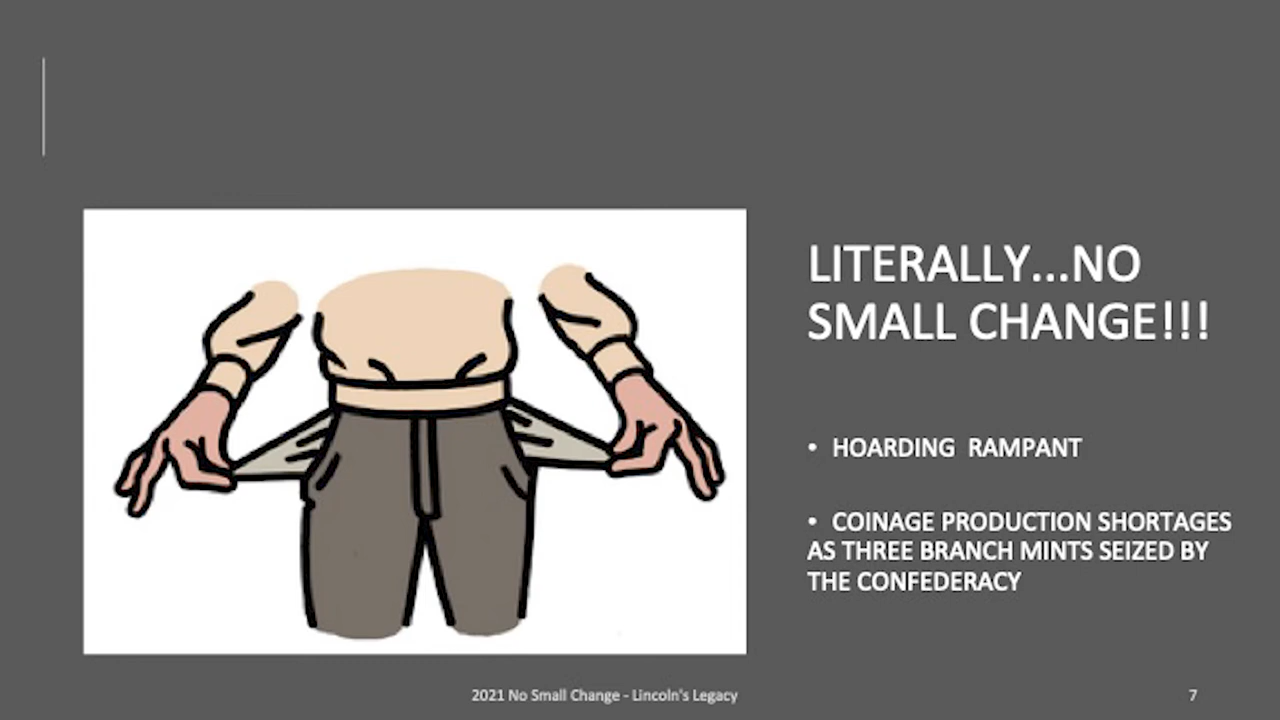 LITERALLY...NO
SMALL CHANGE!!!
• HOARDING  RAMPANT
• COINAGE PRODUCTION SHORTAGES
AS THREE BRANCH MINTS SEIZED BY
THE CONFEDERACY
2021 No Small Change - Lincoln's Legacy
7